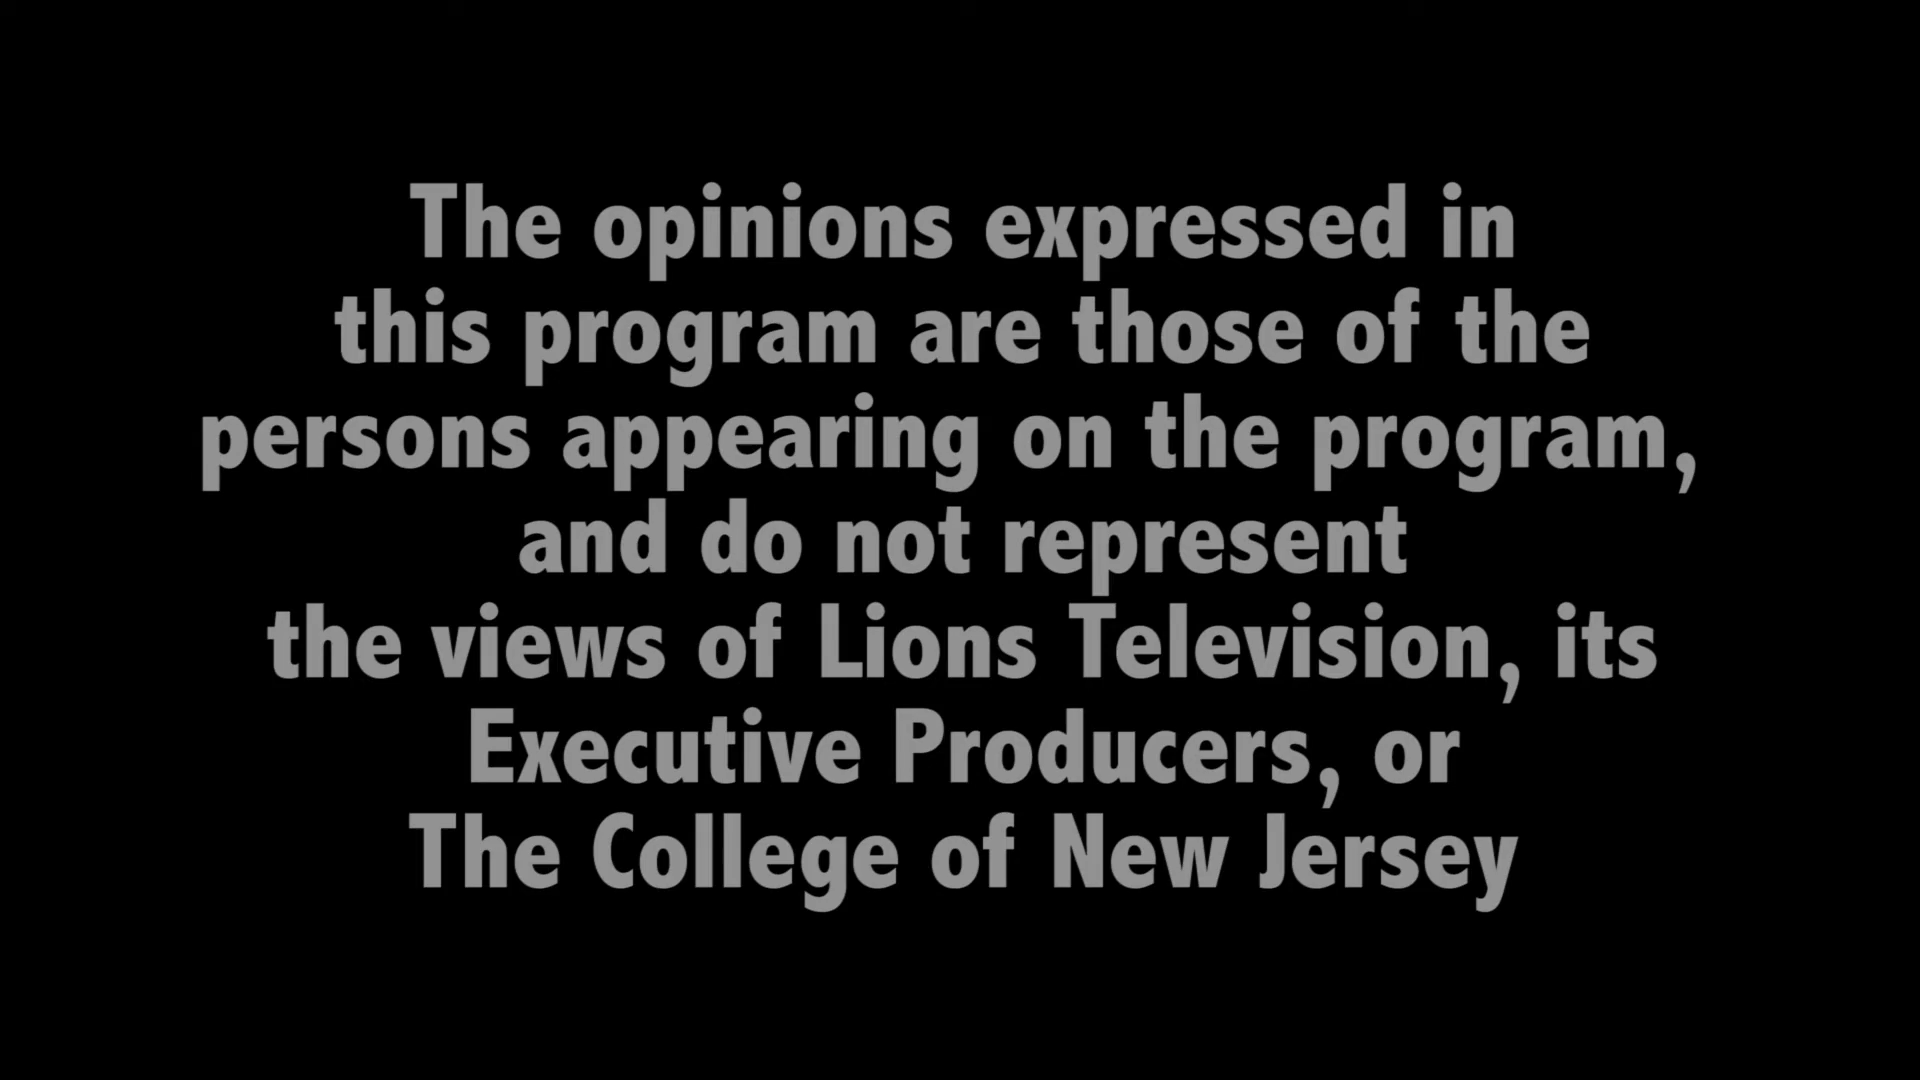 The opinions expressed in
this program are those of the
persons appearing on the program,
and do not represent
the views of Lions Television, its
Executive Producers, or
The College of New Jersey